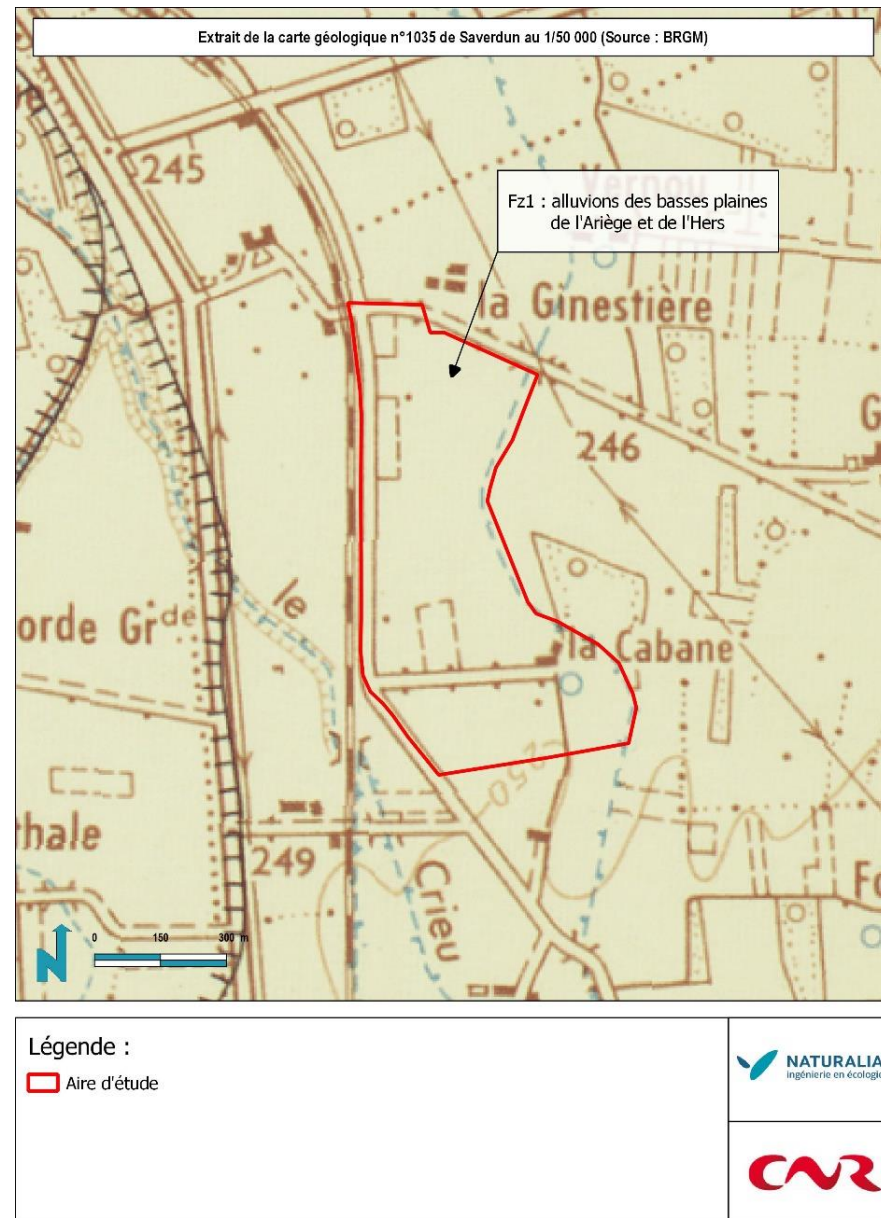 Extrait de la carte géologique n°1035 de Saverdun au 1/50 000 (Source : BRGM)
245
Vernou
Fz1 : alluvions des basses plaines
de l'Ariège et de l'Hers
la Ginestière
G
246
le
orde Grde
la Cabane
250
thale
249
Crieu
Fo
N
0 150 300 m
Légende :
Aire d'étude
NATURALIA
ingénierie en écologie
CNR